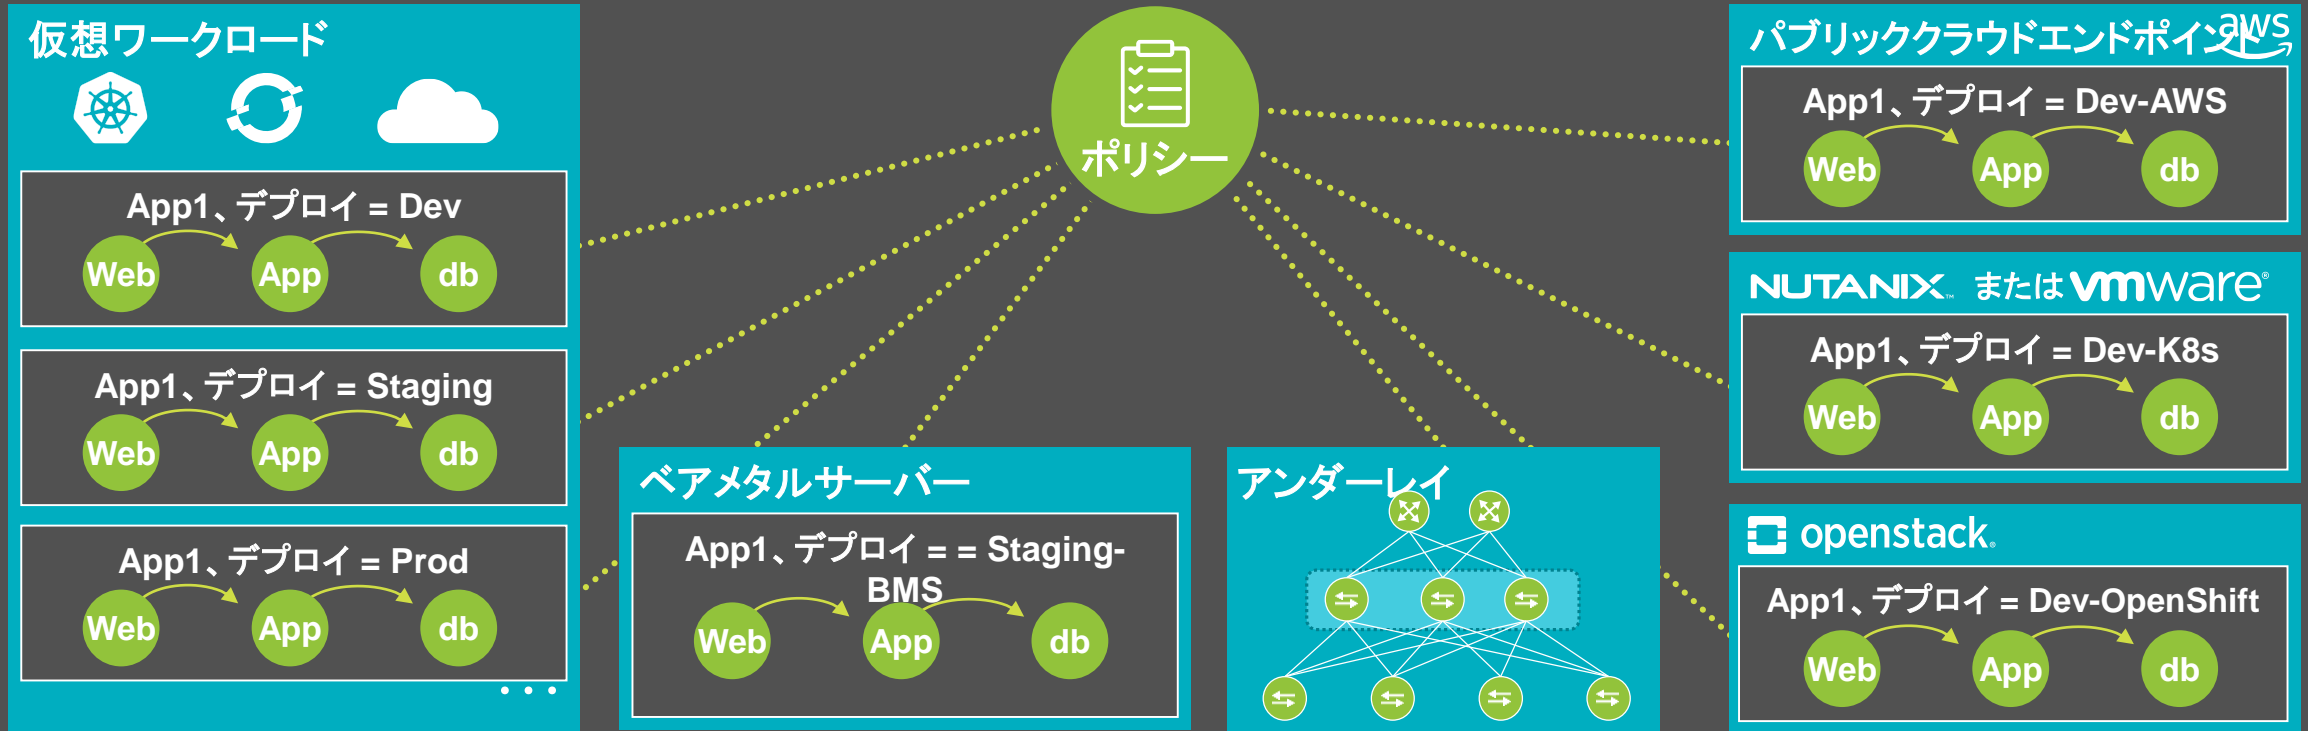 仮想ワークロード
App1、デプロイ = Dev
Web App db
App1、デプロイ = Staging
Web App db
App1、デプロイ = Prod
Web App db
...
ポリシー
ベアメタルサーバー
App1、デプロイ = = Staging-
BMS
Web App db
アンダーレイ
パブリッククラウドエンドポイント
aws
App1、デプロイ = Dev-AWS
Web App db
NUTANIX™ または vmware®
App1、デプロイ = Dev-K8s
Web App db
openstack®
App1、デプロイ = Dev-OpenShift
Web App db